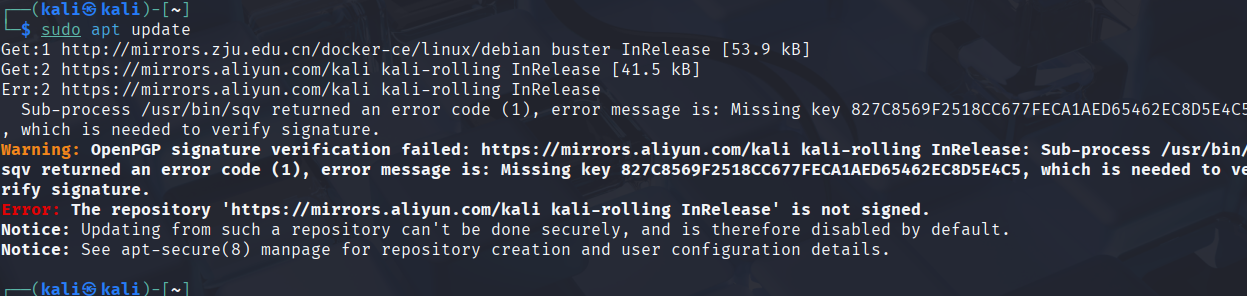 ┌──(kali㉿kali)-[~]
└─$ sudo apt update
Get:1 http://mirrors.zju.edu.cn/docker-ce/linux/debian buster InRelease [53.9 kB]
Get:2 https://mirrors.aliyun.com/kali kali-rolling InRelease [41.5 kB]
Err:2 https://mirrors.aliyun.com/kali kali-rolling InRelease
  Sub-process /usr/bin/sqv returned an error code (1), error message is: Missing key 827C8569F2518CC677FECA1AED65462EC8D5E4C5
, which is needed to verify signature.
Warning: OpenPGP signature verification failed: https://mirrors.aliyun.com/kali kali-rolling InRelease: Sub-process /usr/bin/
sqv returned an error code (1), error message is: Missing key 827C8569F2518CC677FECA1AED65462EC8D5E4C5, which is needed to ve
rify signature.
Error: The repository 'https://mirrors.aliyun.com/kali kali-rolling InRelease' is not signed.
Notice: Updating from such a repository can't be done securely, and is therefore disabled by default.
Notice: See apt-secure(8) manpage for repository creation and user configuration details.
┌──(kali㉿kali)-[~]